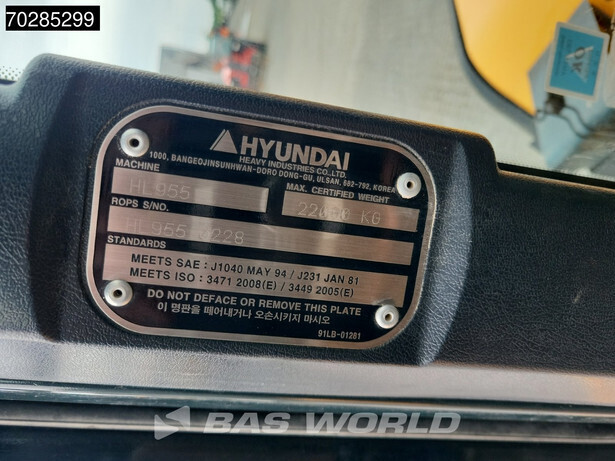 70285299
HYUNDAI
HEAVY INDUSTRIES CO.,LTD.
1000, BANGEOJINSUNHWAN-DORO DONG-GU, ULSAN, 682-792, KOREA
MACHINE
MAX. CERTIFIED WEIGHT
HL955
KG
ROPS S/NO.
HL955
STANDARDS
MEETS SAE : J1040 MAY 94 / J231 JAN 81
MEETS ISO : 3471 2008(E) / 3449 2005(E)
DO NOT DEFACE OR REMOVE THIS PLATE
이 명판을 떼어내거나 오손시키지 마시오
91LB-01281
BAS WORLD